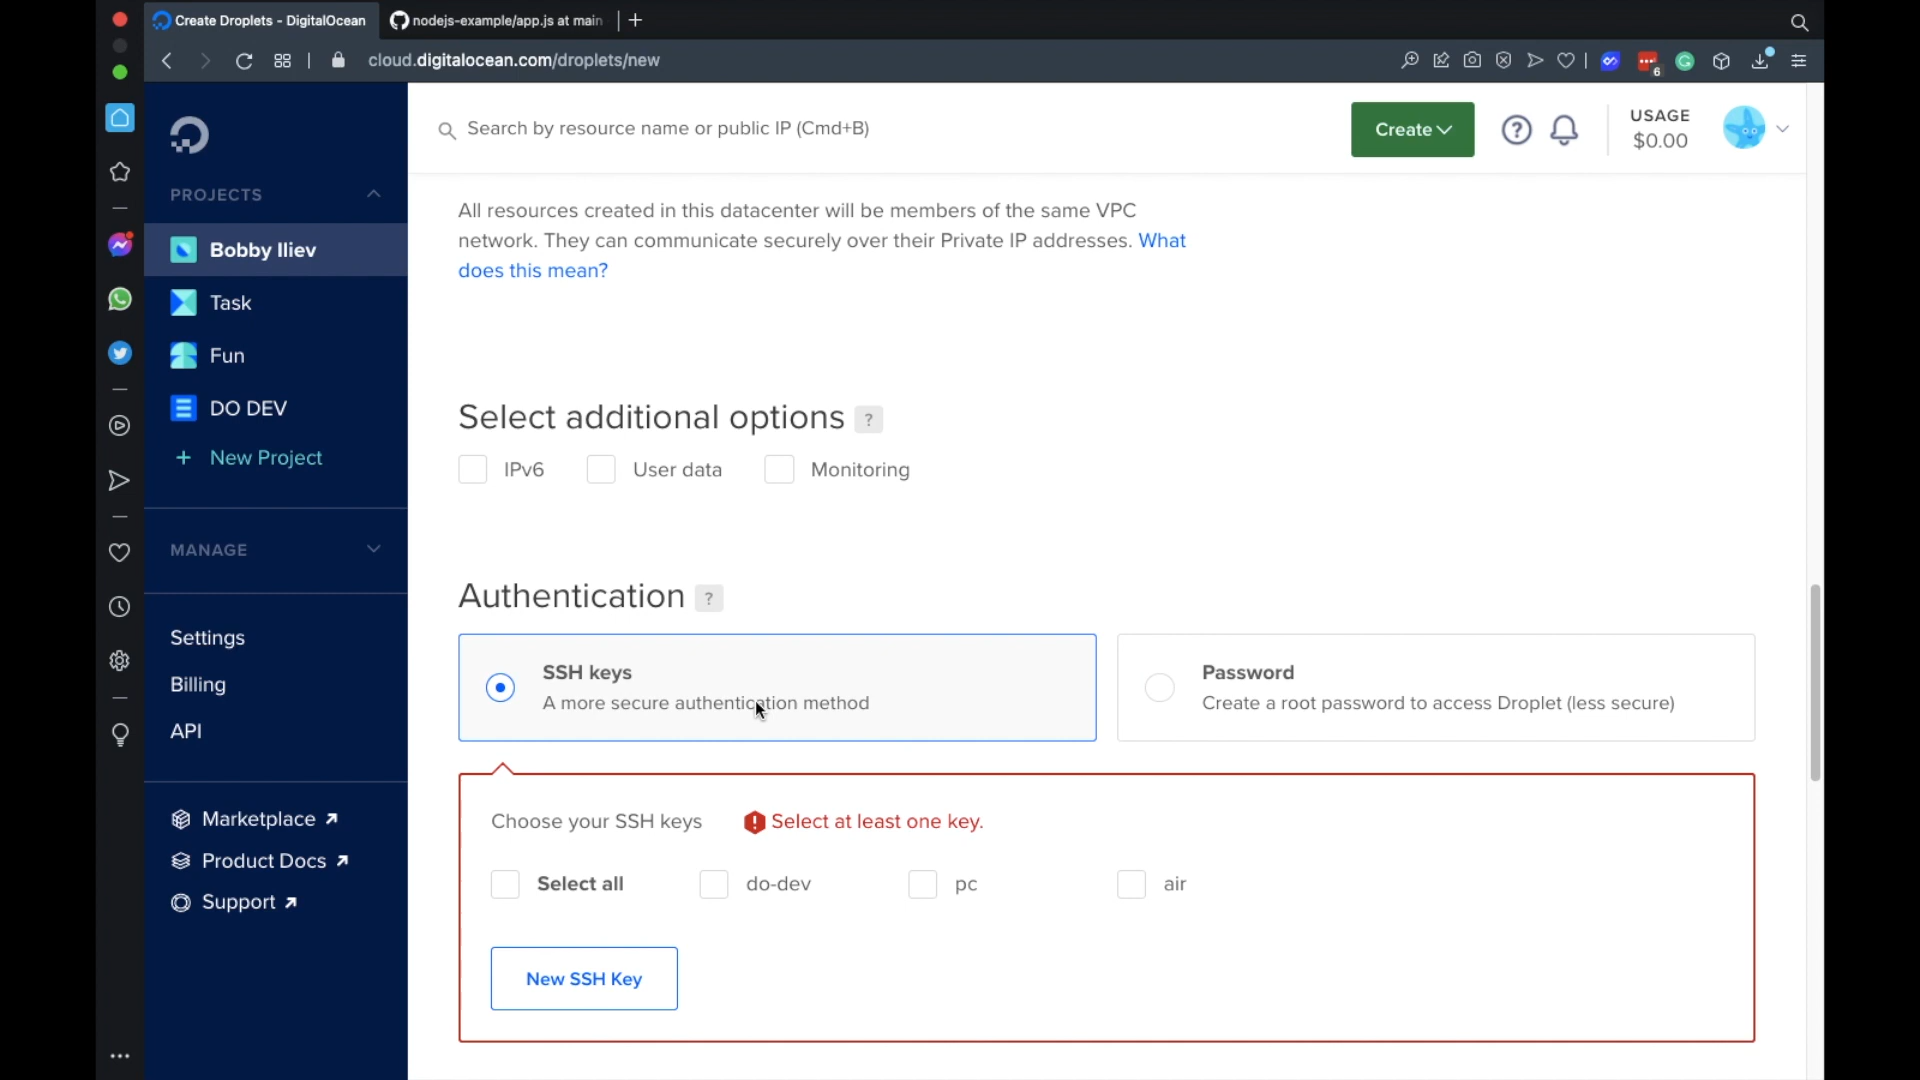 Create Droplets - DigitalOcean
nodejs-example/app.js at main
cloud.digitalocean.com/droplets/new
6
Search by resource name or public IP (Cmd+B)
Create
?
USAGE
$0.00
PROJECTS
Bobby Iliev
Task
Fun
DO DEV
+ New Project
MANAGE
Settings
Billing
API
Marketplace
Product Docs
Support
All resources created in this datacenter will be members of the same VPC
network. They can communicate securely over their Private IP addresses. What
does this mean?
Select additional options ?
IPv6 User data Monitoring
Authentication ?
SSH keys
A more secure authentication method
Password
Create a root password to access Droplet (less secure)
Choose your SSH keys ! Select at least one key.
Select all do-dev pc air
New SSH Key